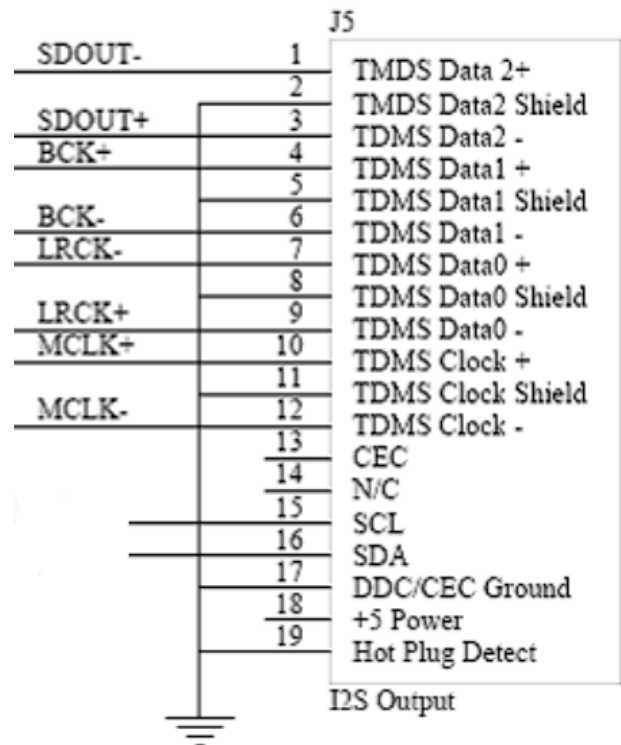 J5
SDOUT- 1 TMDS Data 2+
2 TMDS Data2 Shield
SDOUT+ 3 TDMS Data2 -
BCK+ 4 TDMS Data1 +
5 TDMS Data1 Shield
BCK- 6 TDMS Data1 -
LRCK- 7 TDMS Data0 +
8 TDMS Data0 Shield
LRCK+ 9 TDMS Data0 -
MCLK+ 10 TDMS Clock +
11 TDMS Clock Shield
MCLK- 12 TDMS Clock -
13 CEC
14 N/C
15 SCL
16 SDA
17 DDC/CEC Ground
18 +5 Power
19 Hot Plug Detect
I2S Output